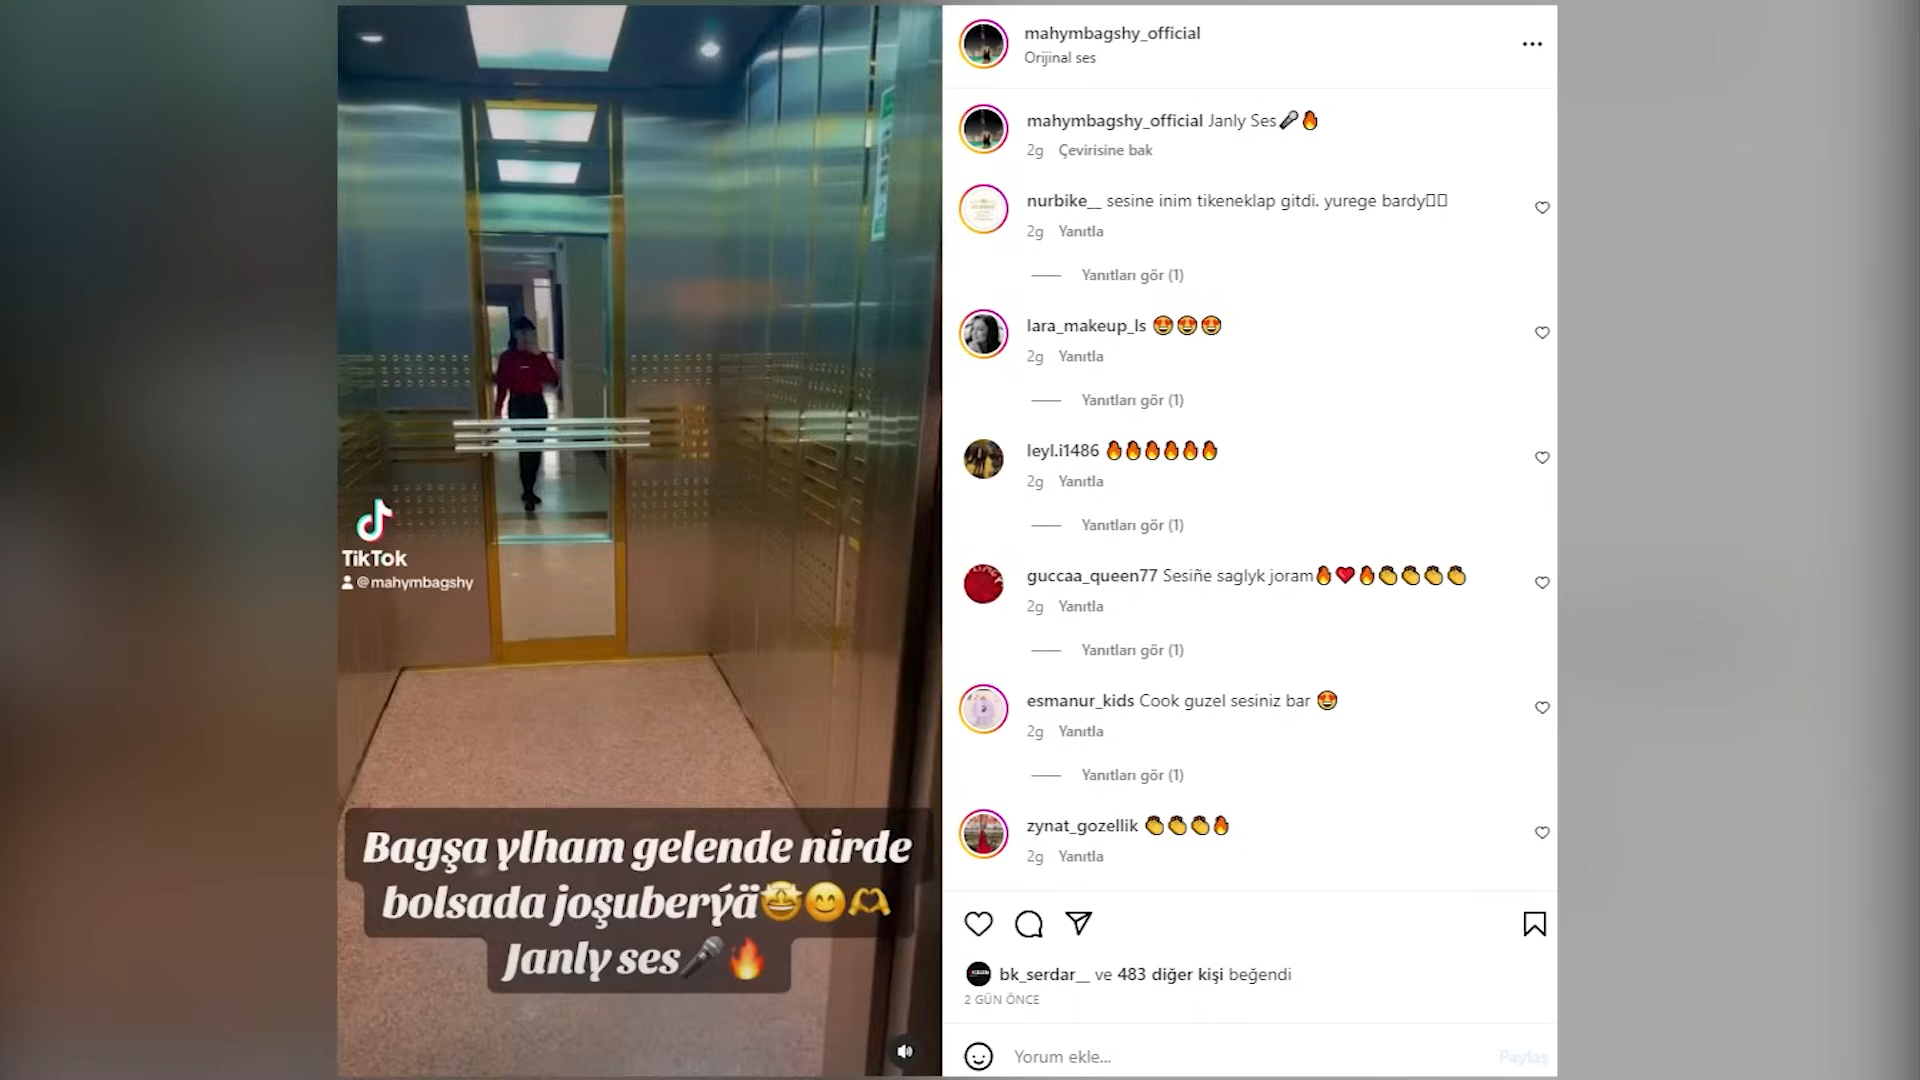 TikTok
@mahymbagshy
Bagşa ylham gelende nirde
bolsada joşuberýä🤩😊🫶
Janly ses🎤🔥
mahymbagshy_official
Orijinal ses
mahymbagshy_official Janly Ses🎤🔥
2g Çevirisine bak
nurbike__ sesine inim tikeneklap gitdi. yurege bardy
2g Yanıtla
Yanıtları gör (1)
lara_makeup_ls 😍😍😍
2g Yanıtla
Yanıtları gör (1)
leyl.i1486 🔥🔥🔥🔥🔥🔥
2g Yanıtla
Yanıtları gör (1)
guccaa_queen77 Sesiñe saglyk joram🔥❤️🔥👏👏👏👏
2g Yanıtla
Yanıtları gör (1)
esmanur_kids Cook guzel sesiniz bar 😍
2g Yanıtla
Yanıtları gör (1)
zynat_gozellik 👏👏👏🔥
2g Yanıtla
bk_serdar__ ve 483 diğer kişi beğendi
2 GÜN ÖNCE
Yorum ekle...
Paylaş